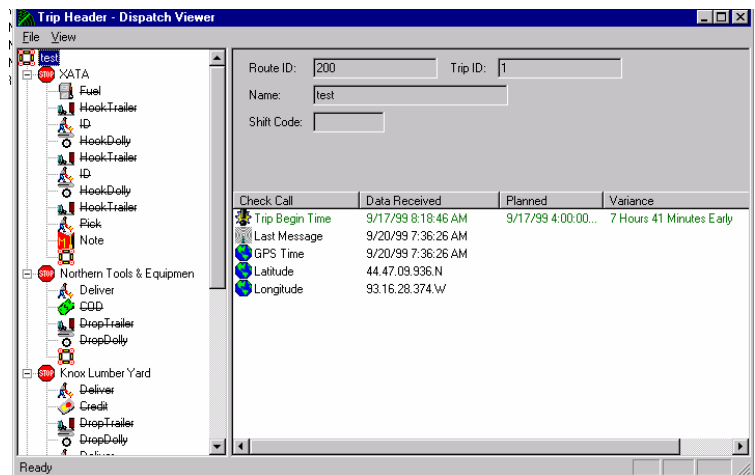 Trip Header - Dispatch Viewer
File View
test
STOP XATA
Fuel
HookTrailer
ID
HookDolly
HookTrailer
ID
HookDolly
HookTrailer
Pick
Note
STOP Northern Tools & Equipmen
Deliver
COD
DropTrailer
DropDolly
STOP Knox Lumber Yard
Deliver
Credit
DropTrailer
DropDolly
Deliver
Route ID: 200 Trip ID: 1
Name: test
Shift Code:
Check Call Data Received Planned Variance
Trip Begin Time 9/17/99 8:18:46 AM 9/17/99 4:00:00... 7 Hours 41 Minutes Early
Last Message 9/20/99 7:36:26 AM
GPS Time 9/20/99 7:36:26 AM
Latitude 44.47.09.936.N
Longitude 93.16.28.374.W
Ready